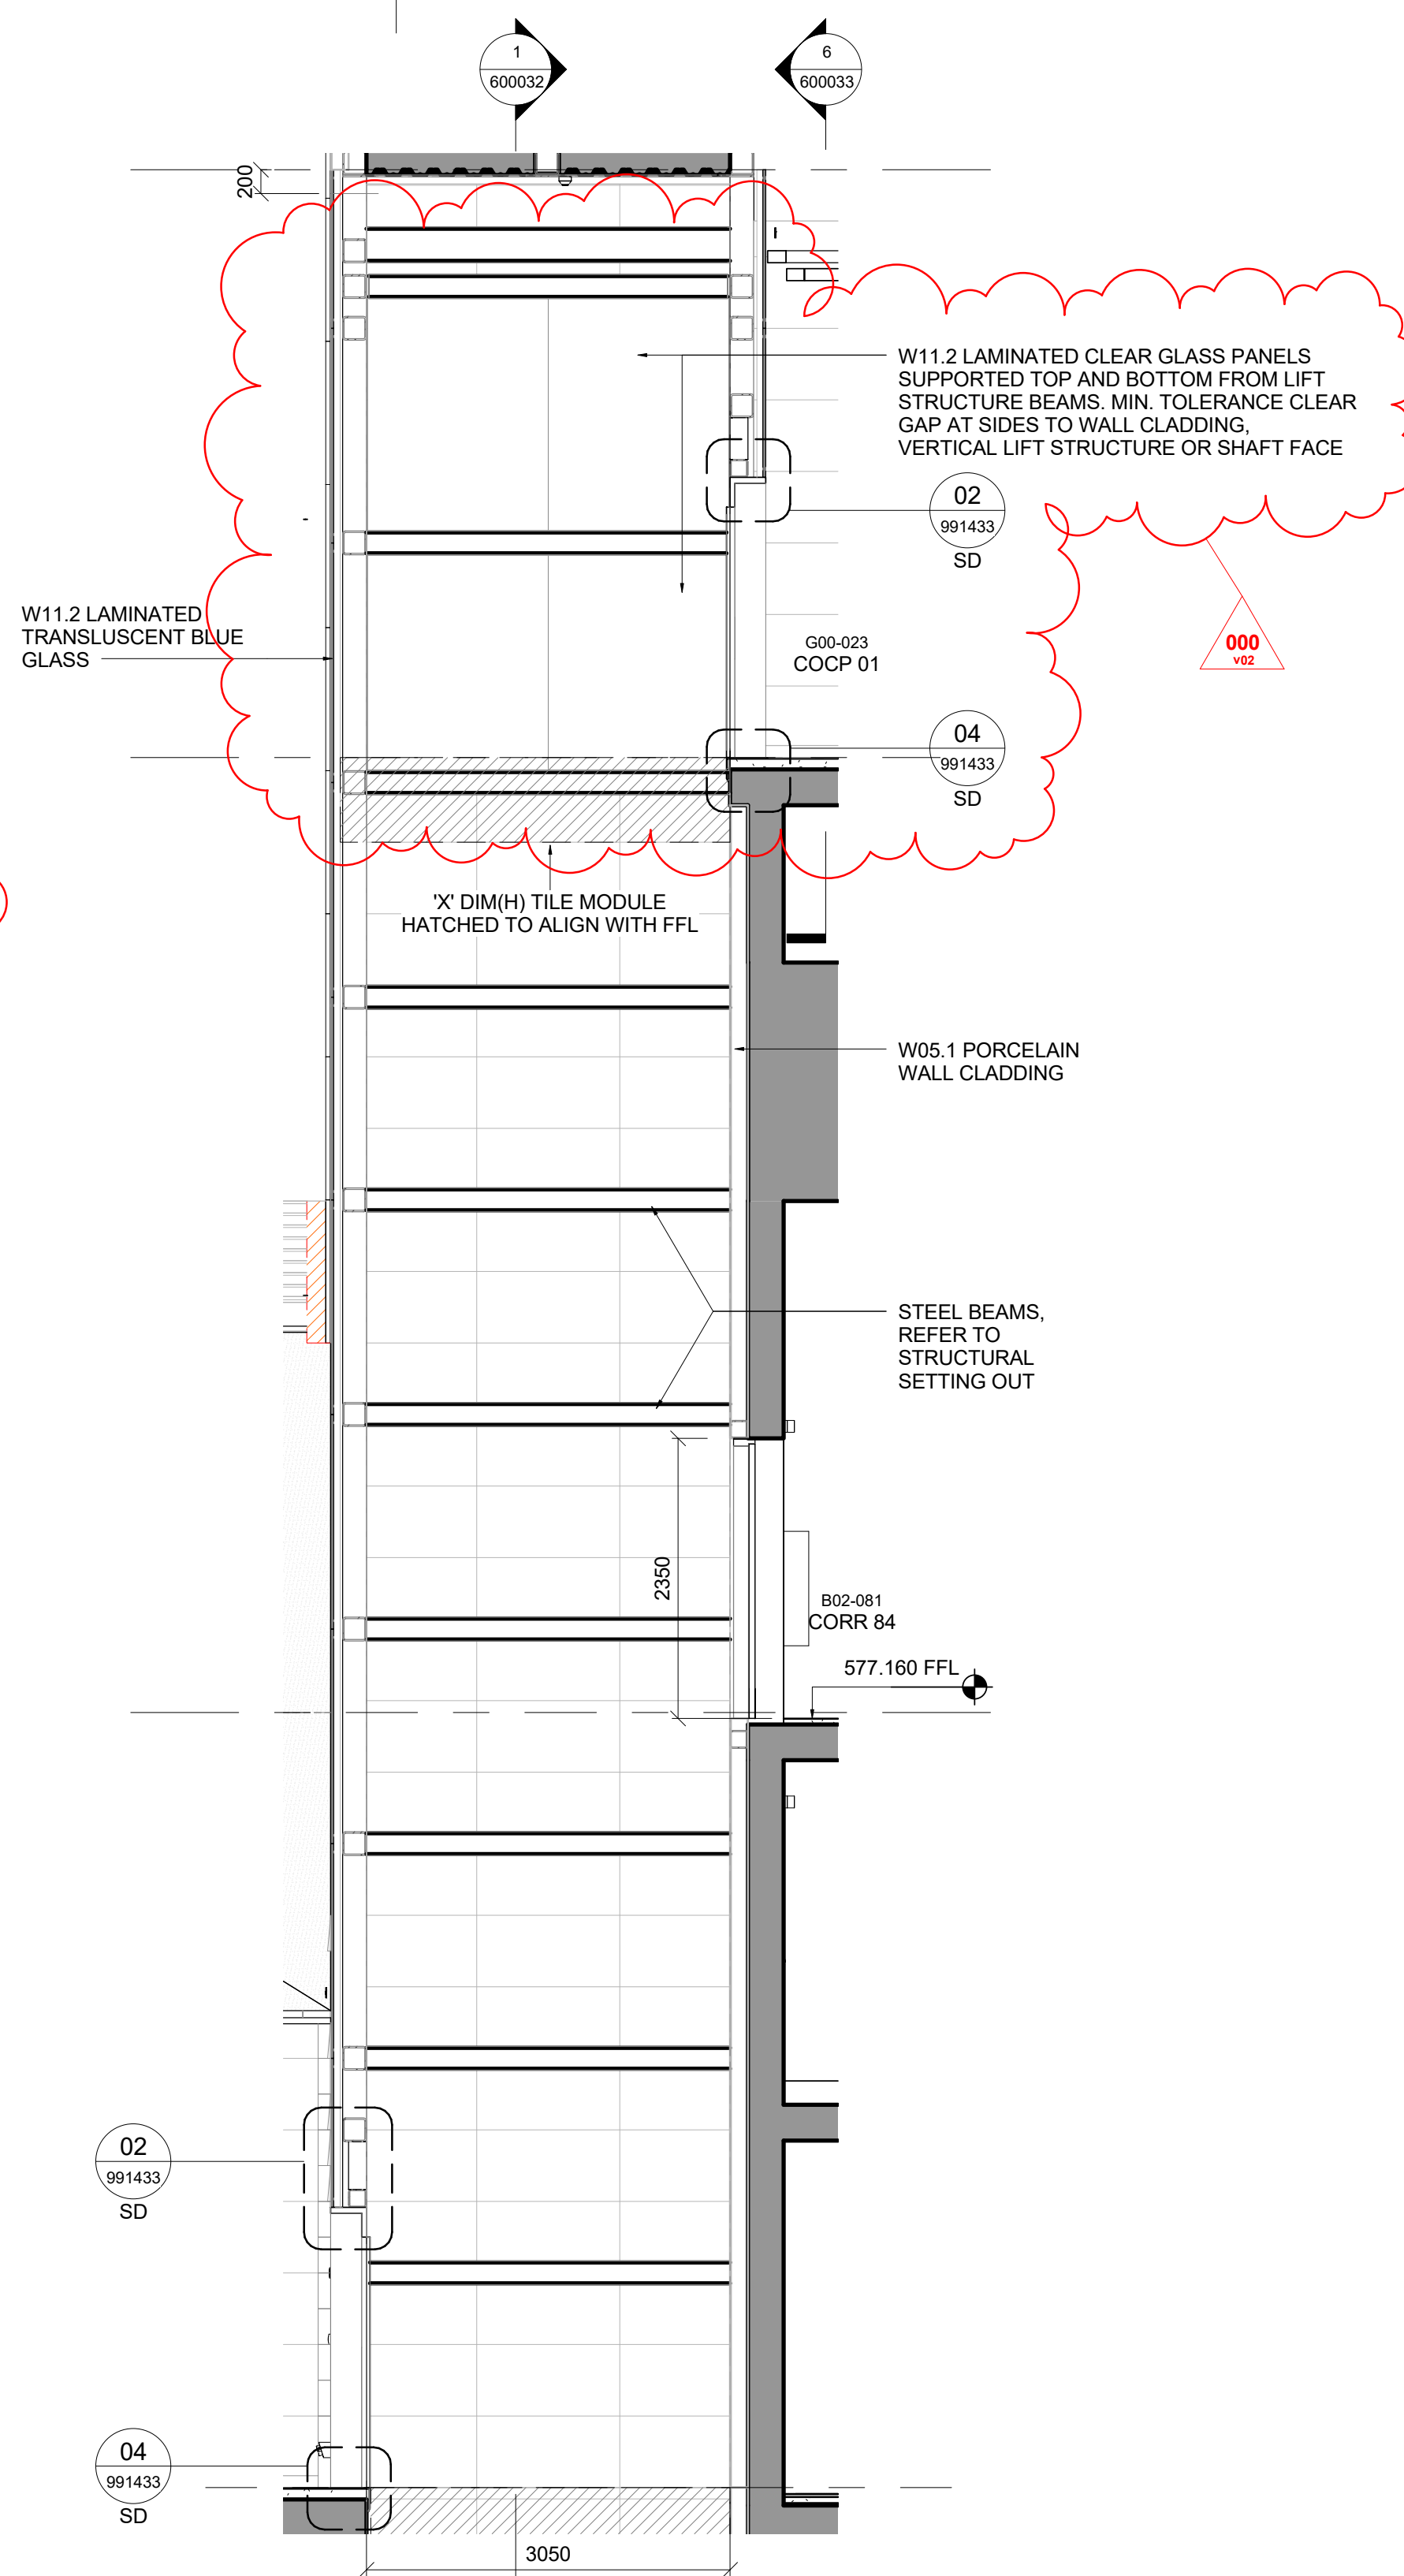 1
600032
6
600033
200
W11.2 LAMINATED CLEAR GLASS PANELS
SUPPORTED TOP AND BOTTOM FROM LIFT
STRUCTURE BEAMS. MIN. TOLERANCE CLEAR
GAP AT SIDES TO WALL CLADDING,
VERTICAL LIFT STRUCTURE OR SHAFT FACE
02
991433
SD
W11.2 LAMINATED
TRANSLUSCENT BLUE
GLASS
G00-023
COCP 01
000
v02
04
991433
SD
'X' DIM(H) TILE MODULE
HATCHED TO ALIGN WITH FFL
W05.1 PORCELAIN
WALL CLADDING
STEEL BEAMS,
REFER TO
STRUCTURAL
SETTING OUT
2350
B02-081
CORR 84
577.160 FFL
02
991433
SD
04
991433
SD
3050